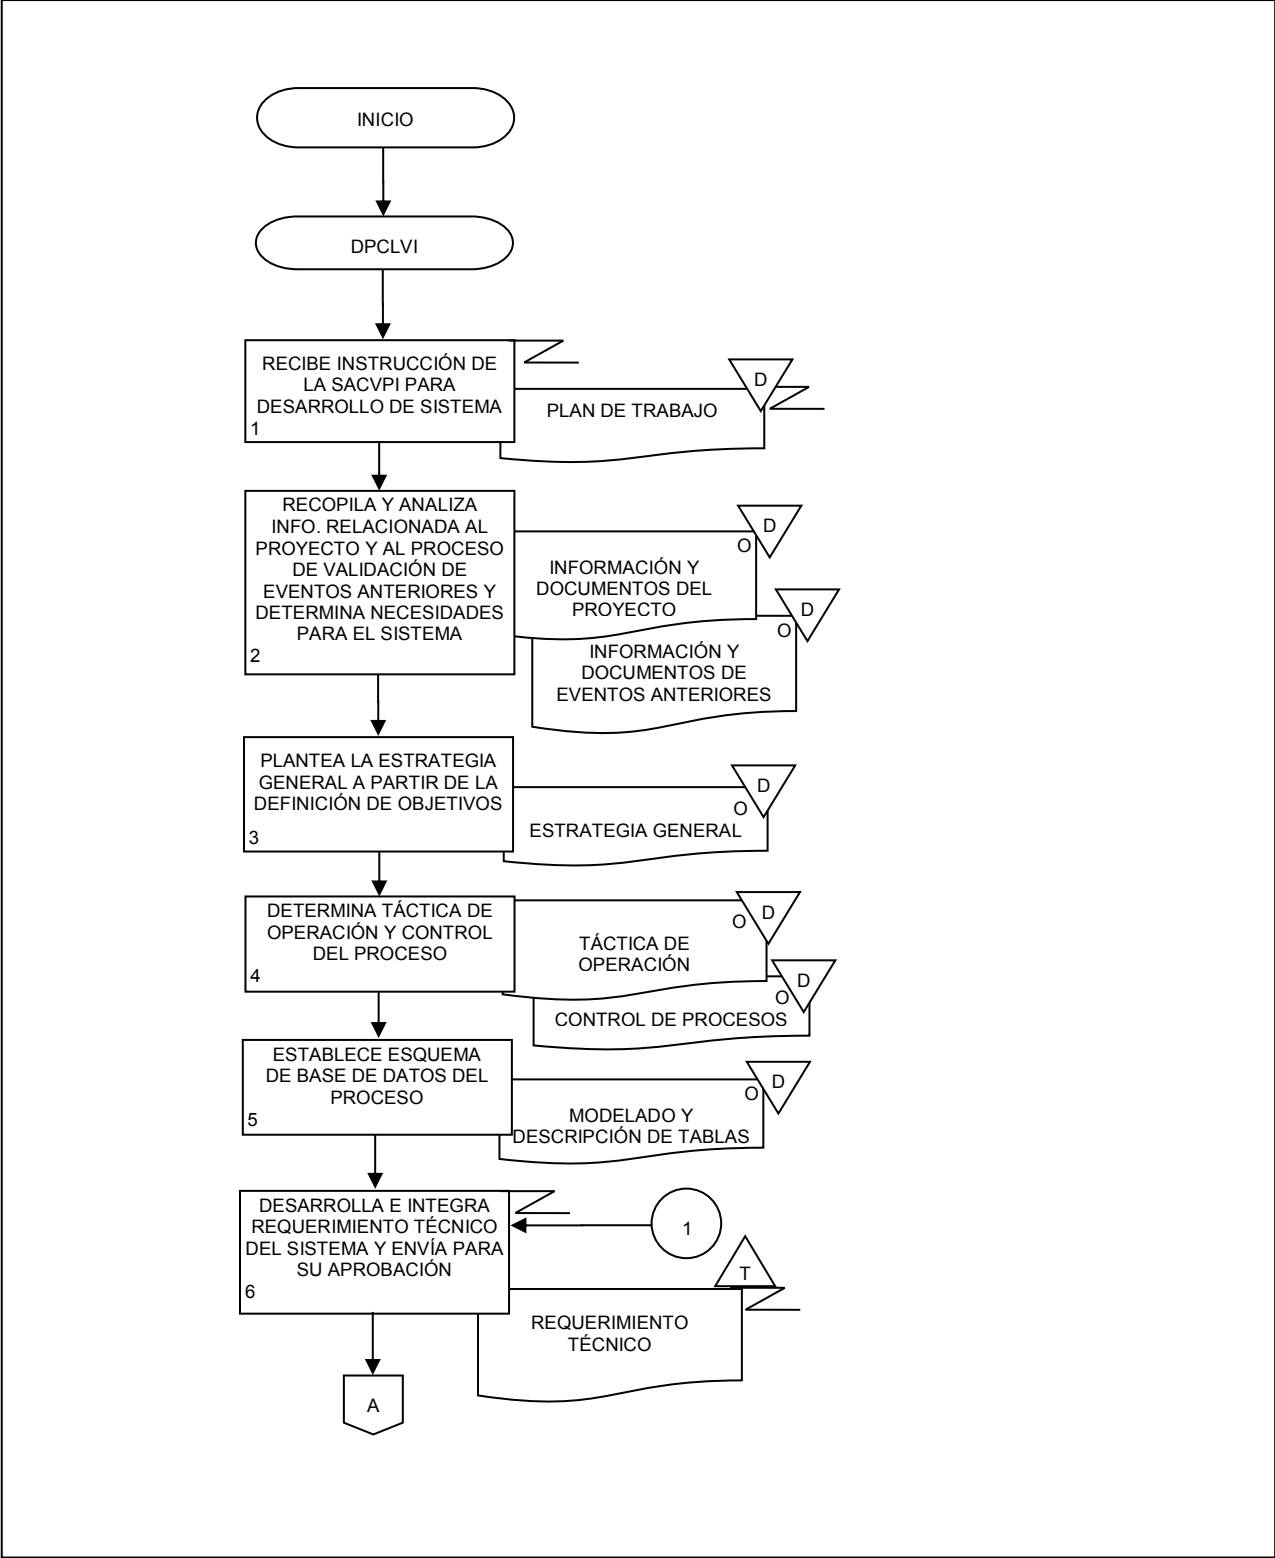 INICIO
DPCLVI
RECIBE INSTRUCCIÓN DE
LA SACVPI PARA
DESARROLLO DE SISTEMA
1
D
PLAN DE TRABAJO
RECOPILA Y ANALIZA
INFO. RELACIONADA AL
PROYECTO Y AL PROCESO
DE VALIDACIÓN DE
EVENTOS ANTERIORES Y
DETERMINA NECESIDADES
PARA EL SISTEMA
2
D
O
INFORMACIÓN Y
DOCUMENTOS DEL
PROYECTO
D
O
INFORMACIÓN Y
DOCUMENTOS DE
EVENTOS ANTERIORES
PLANTEA LA ESTRATEGIA
GENERAL A PARTIR DE LA
DEFINICIÓN DE OBJETIVOS
3
D
O
ESTRATEGIA GENERAL
DETERMINA TÁCTICA DE
OPERACIÓN Y CONTROL
DEL PROCESO
4
D
O
TÁCTICA DE
OPERACIÓN
D
O
CONTROL DE PROCESOS
ESTABLECE ESQUEMA
DE BASE DE DATOS DEL
PROCESO
5
D
O
MODELADO Y
DESCRIPCIÓN DE TABLAS
DESARROLLA E INTEGRA
REQUERIMIENTO TÉCNICO
DEL SISTEMA Y ENVÍA PARA
SU APROBACIÓN
6
1
T
REQUERIMIENTO
TÉCNICO
A